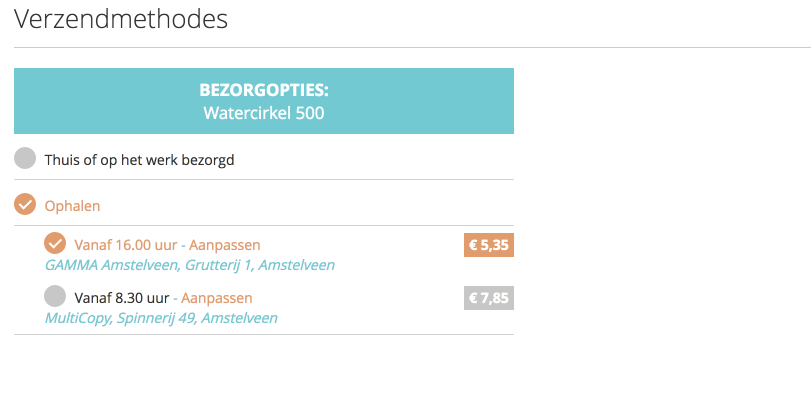 Verzendmethodes
BEZORGOPTIES:
Watercirkel 500
Thuis of op het werk bezorgd
Ophalen
Vanaf 16.00 uur - Aanpassen € 5,35
GAMMA Amstelveen, Grutterij 1, Amstelveen
Vanaf 8.30 uur - Aanpassen € 7,85
MultiCopy, Spinnerij 49, Amstelveen